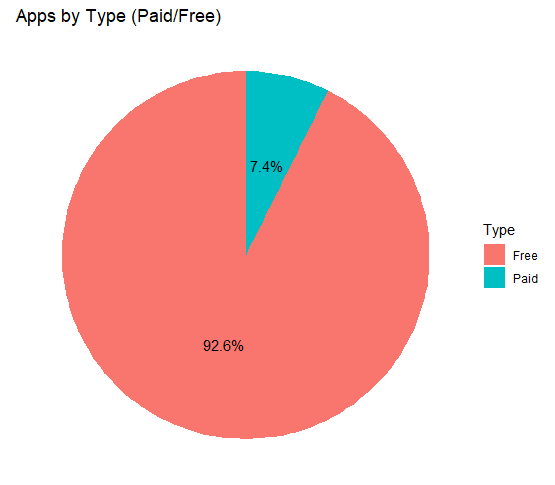 Apps by Type (Paid/Free)
7.4%
92.6%
Type
Free
Paid